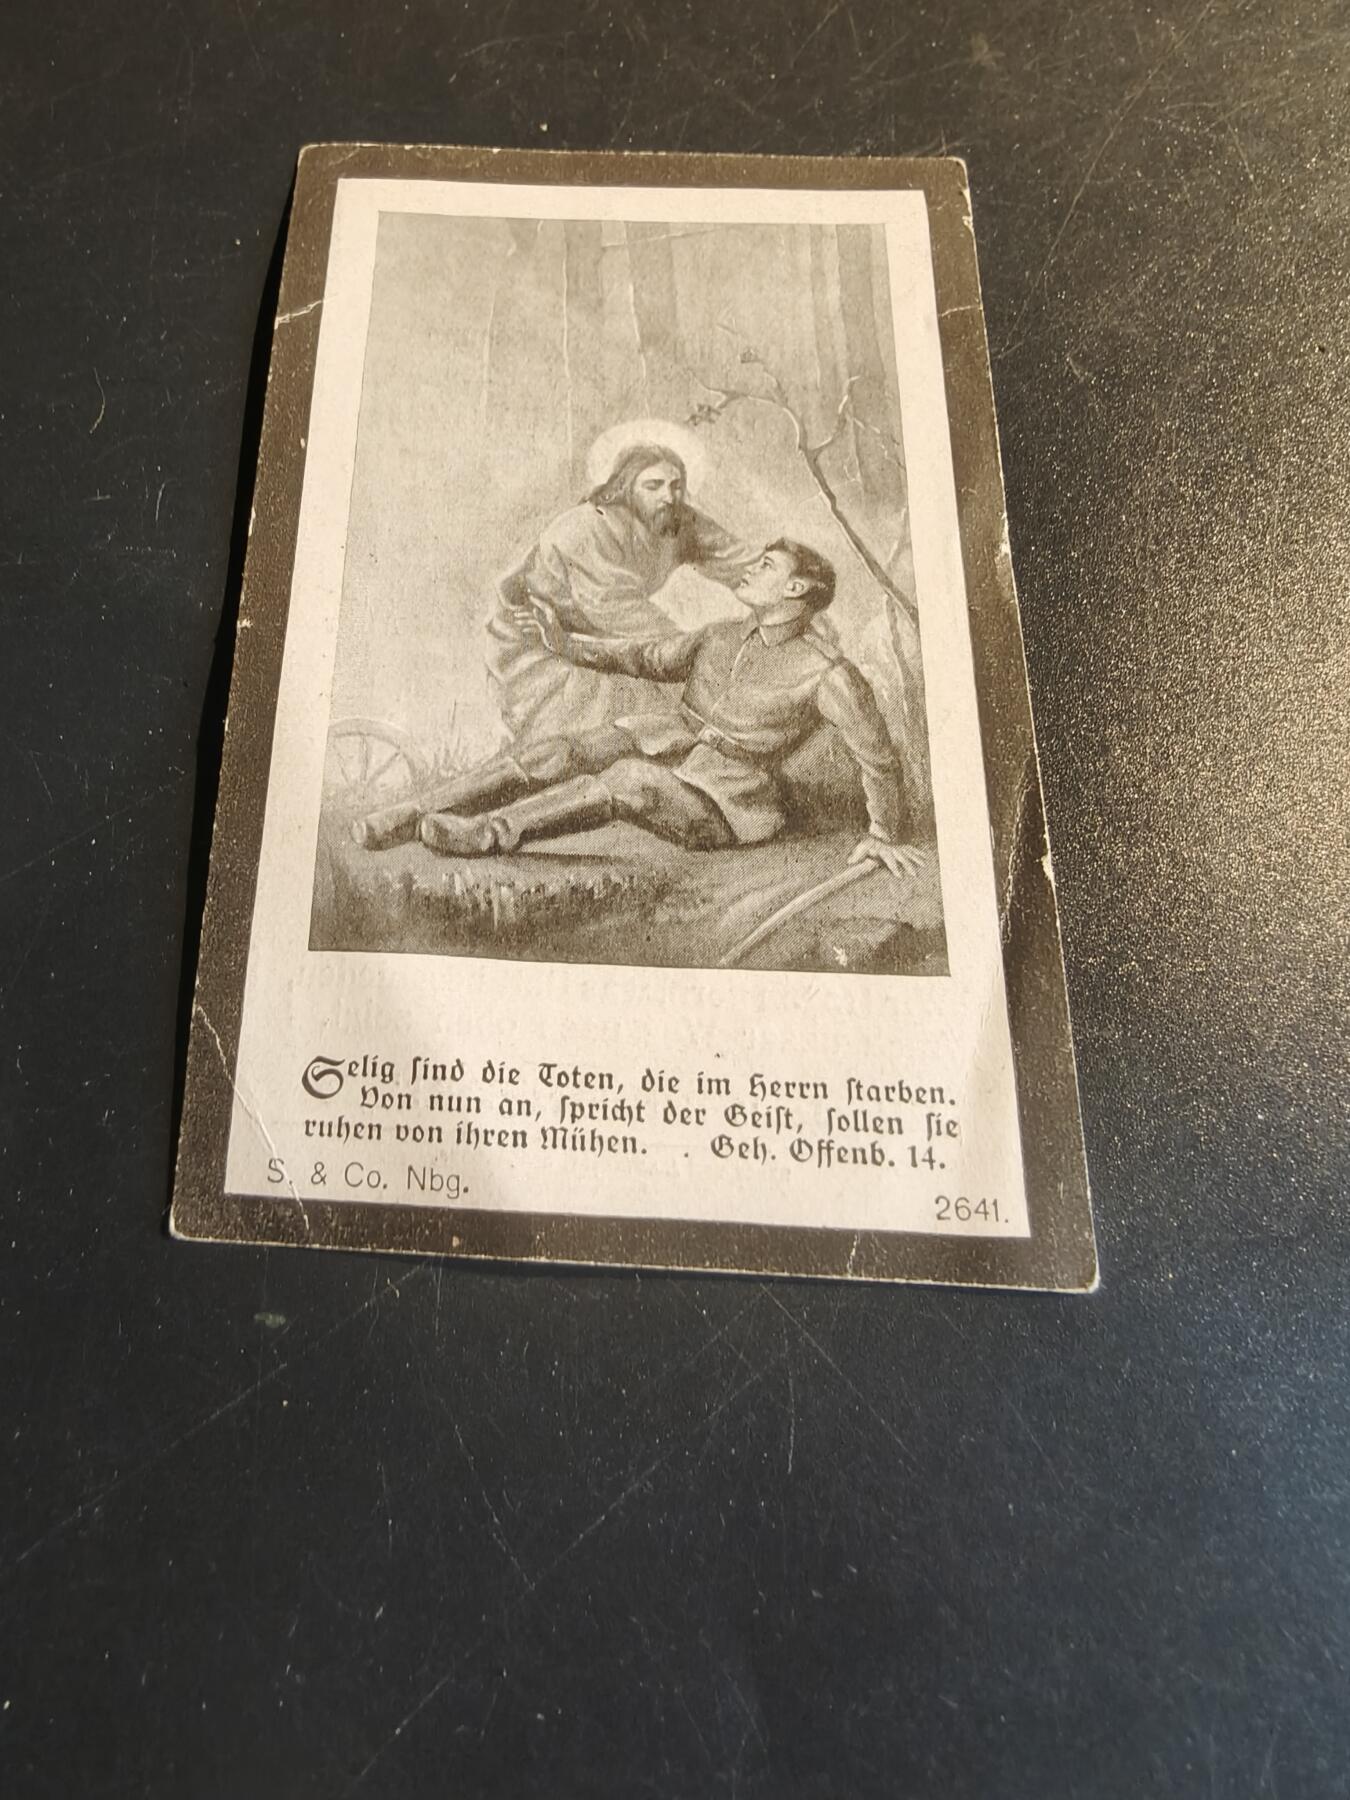 Selig sind die Toten, die im Herrn starben.
Von nun an, spricht der Geist, sollen sie
ruhen von ihren Mühen. . Geh. Offenb. 14.
S. & Co. Nbg.
2641.